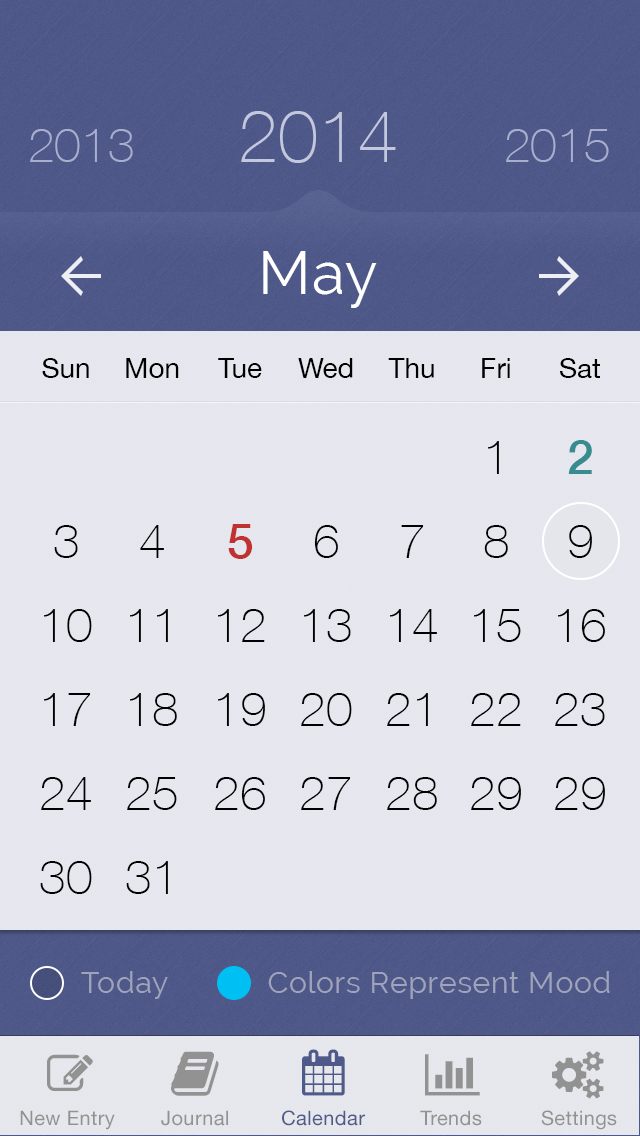 2013 2014 2015
May
Sun Mon Tue Wed Thu Fri Sat
1 2
3 4 5 6 7 8 9
10 11 12 13 14 15 16
17 18 19 20 21 22 23
24 25 26 27 28 29 29
30 31
Today Colors Represent Mood
New Entry Journal Calendar Trends Settings